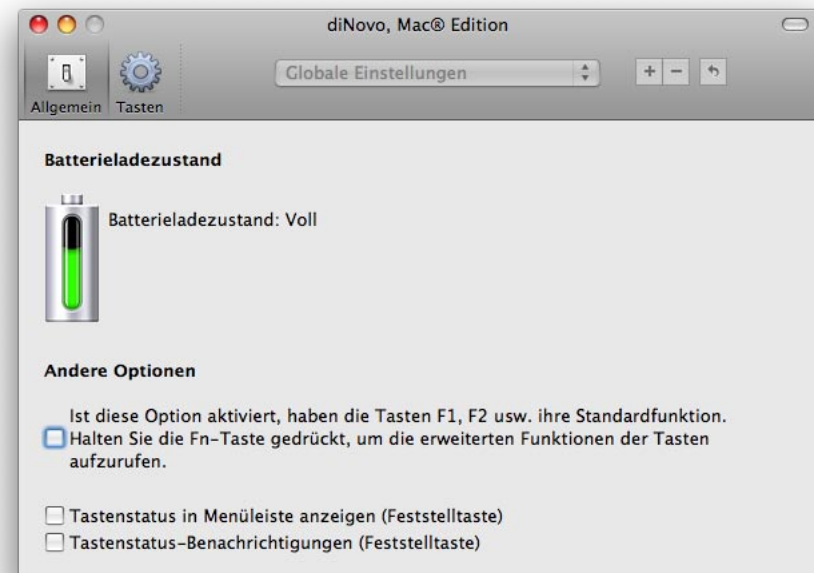 diNovo, Mac® Edition
Globale Einstellungen
Allgemein
Tasten
Batterieladezustand
Batterieladezustand: Voll
Andere Optionen
Ist diese Option aktiviert, haben die Tasten F1, F2 usw. ihre Standardfunktion.
Halten Sie die Fn-Taste gedrückt, um die erweiterten Funktionen der Tasten
aufzurufen.
Tastenstatus in Menüleiste anzeigen (Feststelltaste)
Tastenstatus-Benachrichtigungen (Feststelltaste)